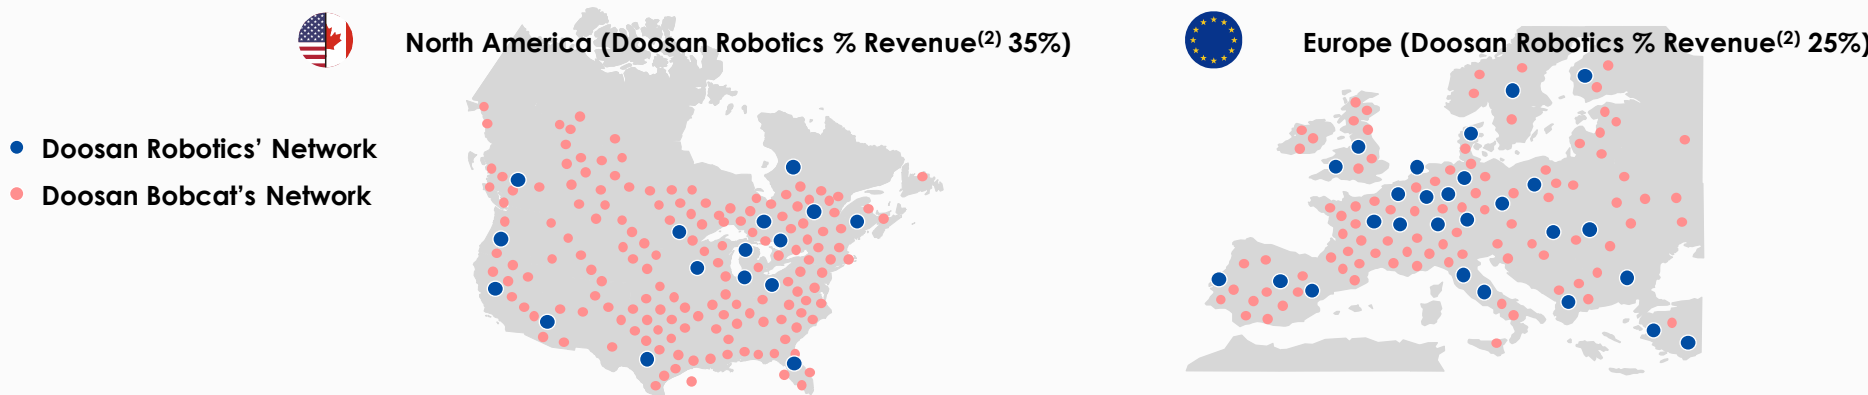 North America (Doosan Robotics % Revenue(2) 35%)
Europe (Doosan Robotics % Revenue(2) 25%)
Doosan Robotics’ Network
Doosan Bobcat’s Network